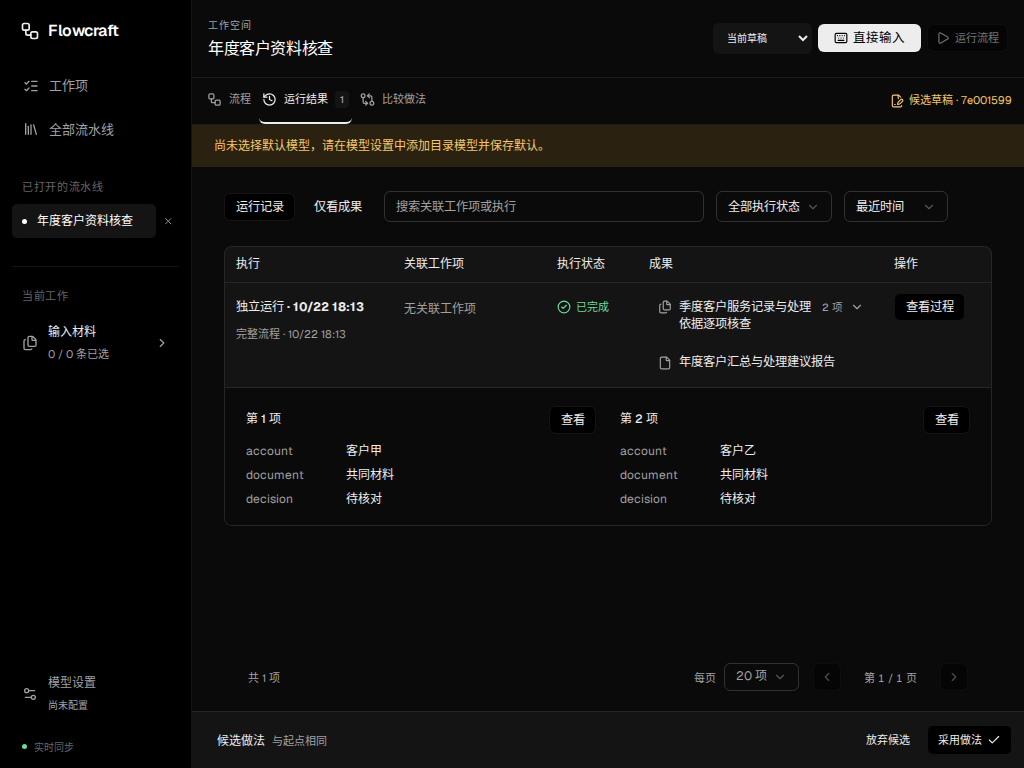 Flowcraft
工作项
全部流水线
已打开的流水线
年度客户资料核查 ×
当前工作
输入材料
0 / 0 条已选
模型设置
尚未配置
实时同步
工作空间
年度客户资料核查
当前草稿
直接输入
运行流程
流程
运行结果 1
比较做法
候选草稿 · 7e001599
尚未选择默认模型，请在模型设置中添加目录模型并保存默认。
运行记录
仅看成果
搜索关联工作项或执行
全部执行状态
最近时间
执行 关联工作项 执行状态 成果 操作
独立运行 · 10/22 18:13
完整流程 · 10/22 18:13
无关联工作项
已完成
季度客户服务记录与处理依据逐项核查 2 项
年度客户汇总与处理建议报告
查看过程
第 1 项 查看
account 客户甲
document 共同材料
decision 待核对
第 2 项 查看
account 客户乙
document 共同材料
decision 待核对
共 1 项
每页 20 项
第 1 / 1 页
候选做法 与起点相同
放弃候选
采用做法